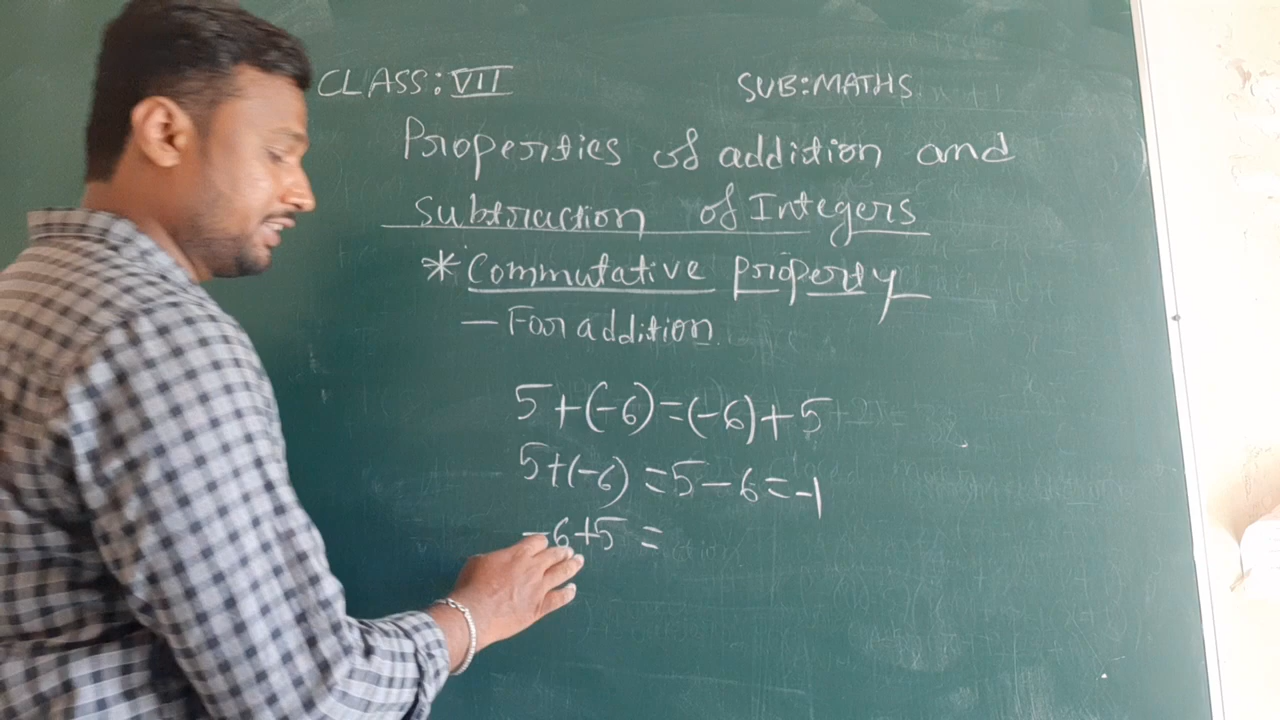 CLASS: VII SUB: MATHS
Properties of addition and
subtraction of Integers
* Commutative property
- For addition.
5+(-6)=(-6)+5
5+(-6)=5-6=-1
-6+5=